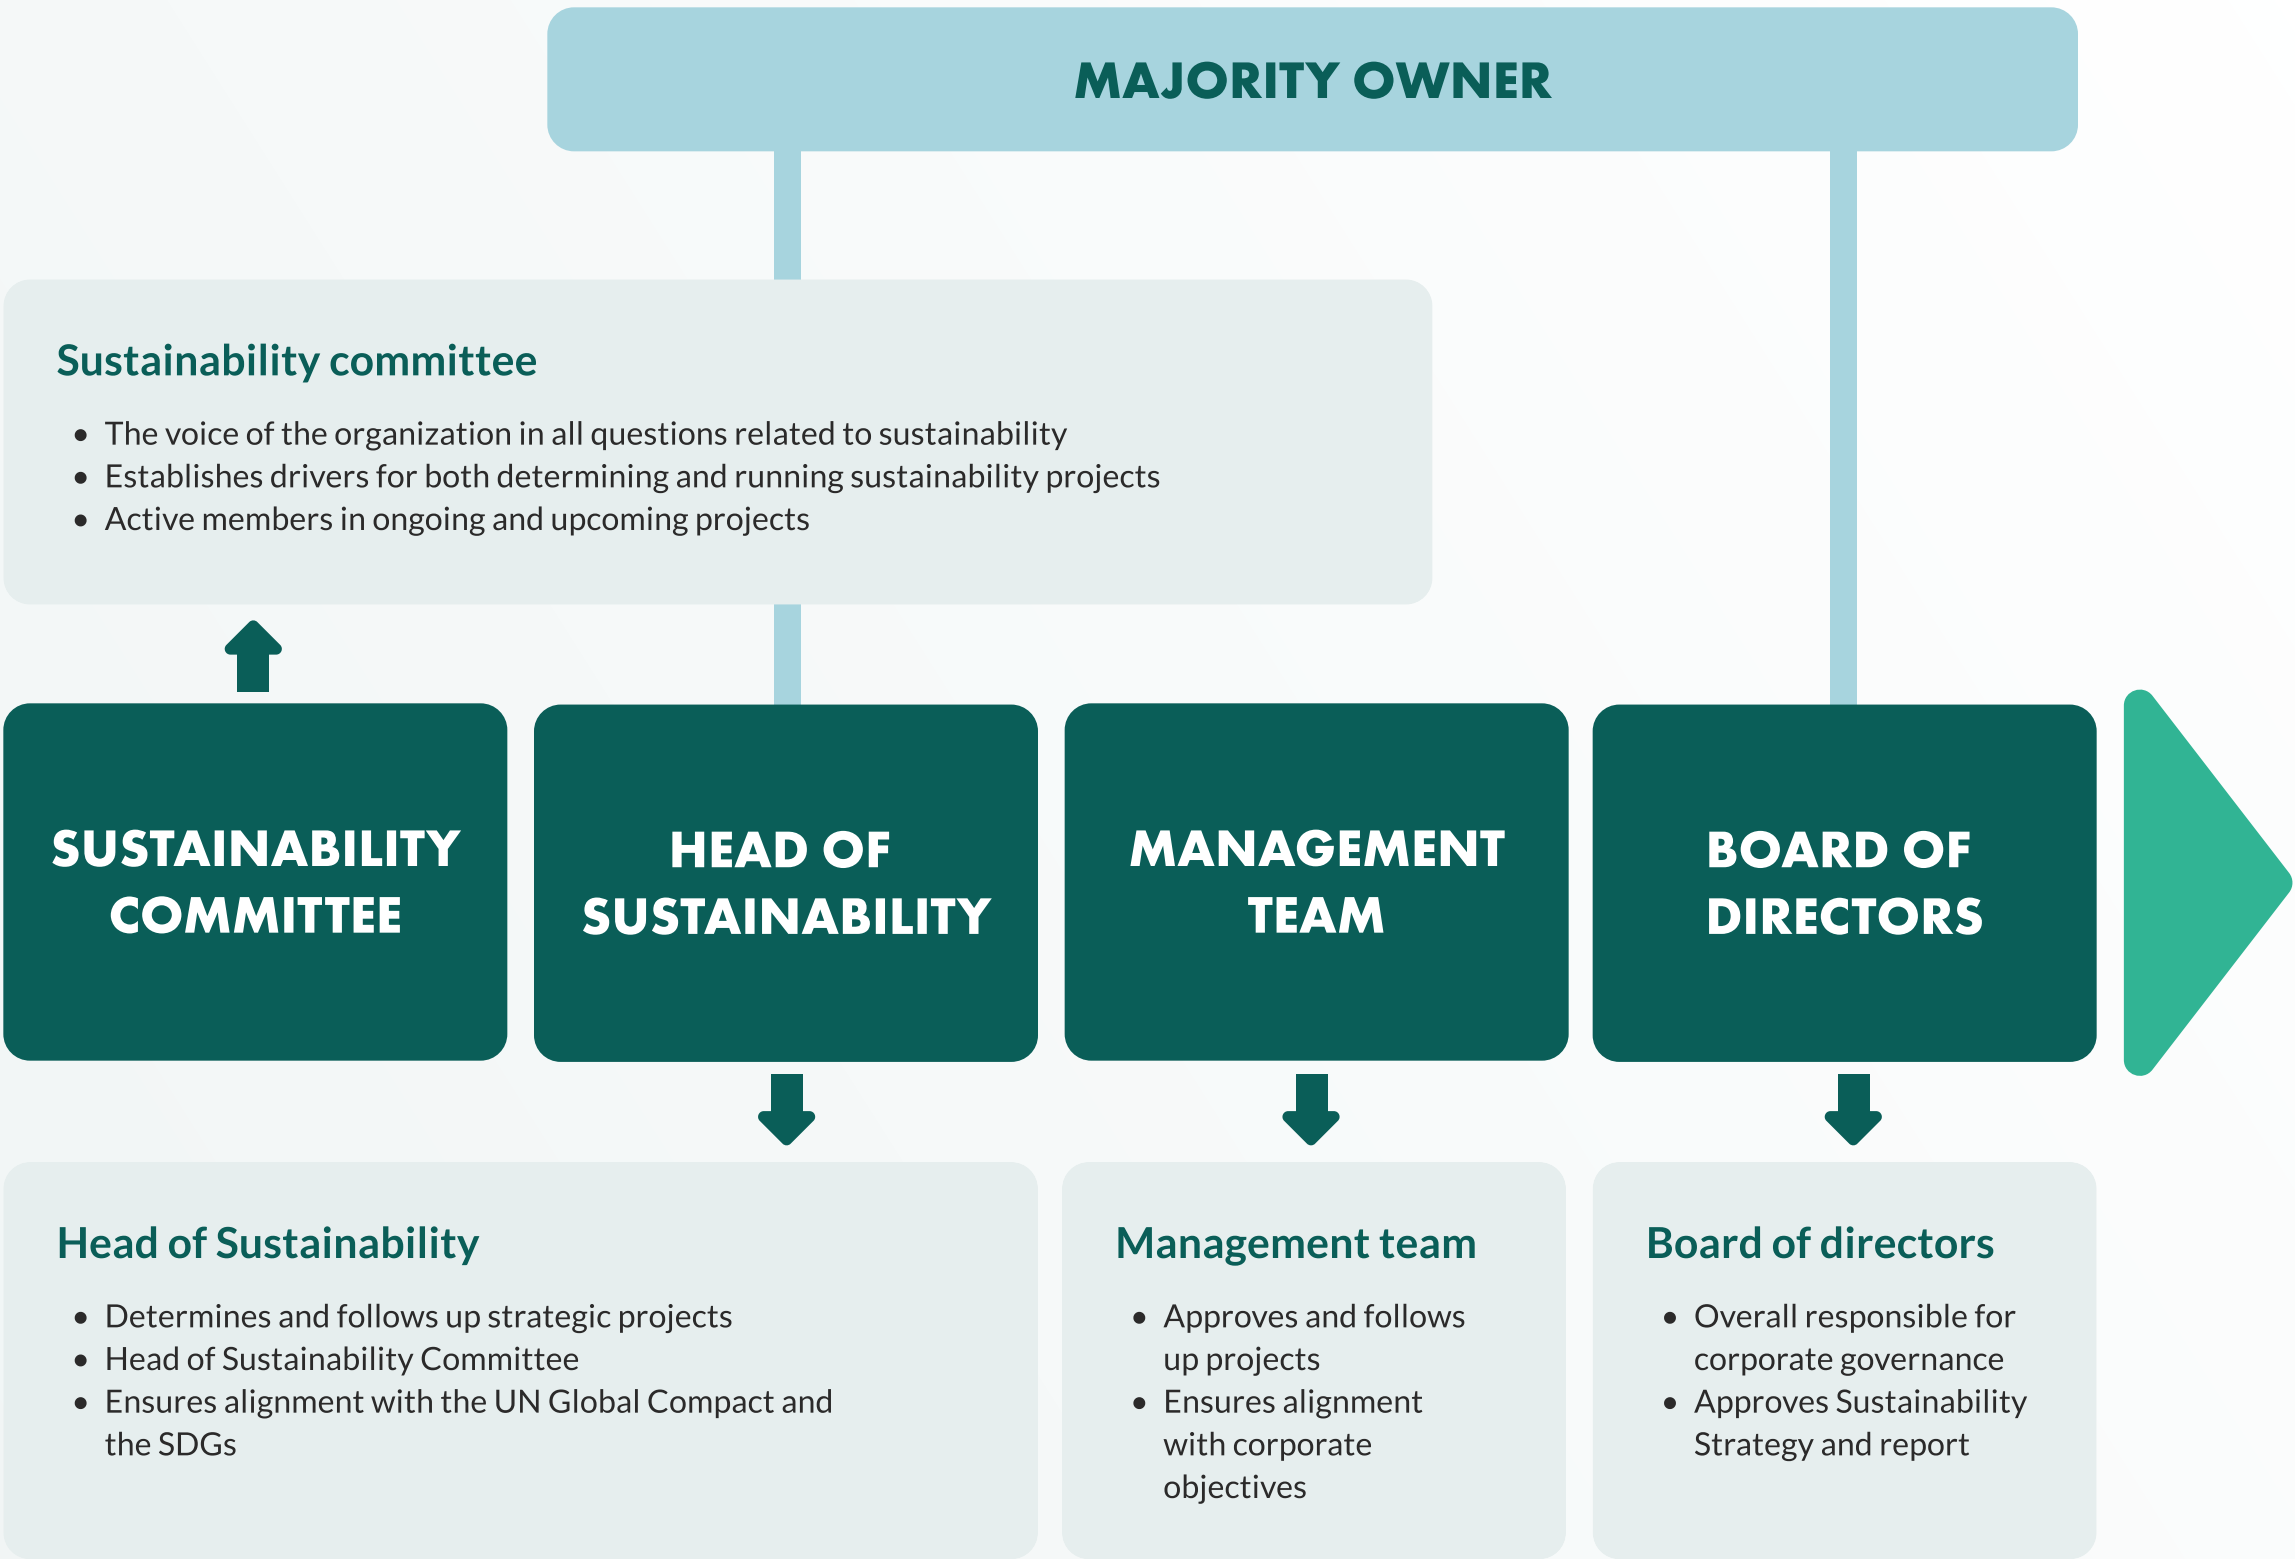 MAJORITY OWNER
Sustainability committee
• The voice of the organization in all questions related to sustainability
• Establishes drivers for both determining and running sustainability projects
• Active members in ongoing and upcoming projects
SUSTAINABILITY
COMMITTEE
HEAD OF
SUSTAINABILITY
MANAGEMENT
TEAM
BOARD OF
DIRECTORS
Head of Sustainability
• Determines and follows up strategic projects
• Head of Sustainability Committee
• Ensures alignment with the UN Global Compact and
the SDGs
Management team
• Approves and follows
up projects
• Ensures alignment
with corporate
objectives
Board of directors
• Overall responsible for
corporate governance
• Approves Sustainability
Strategy and report